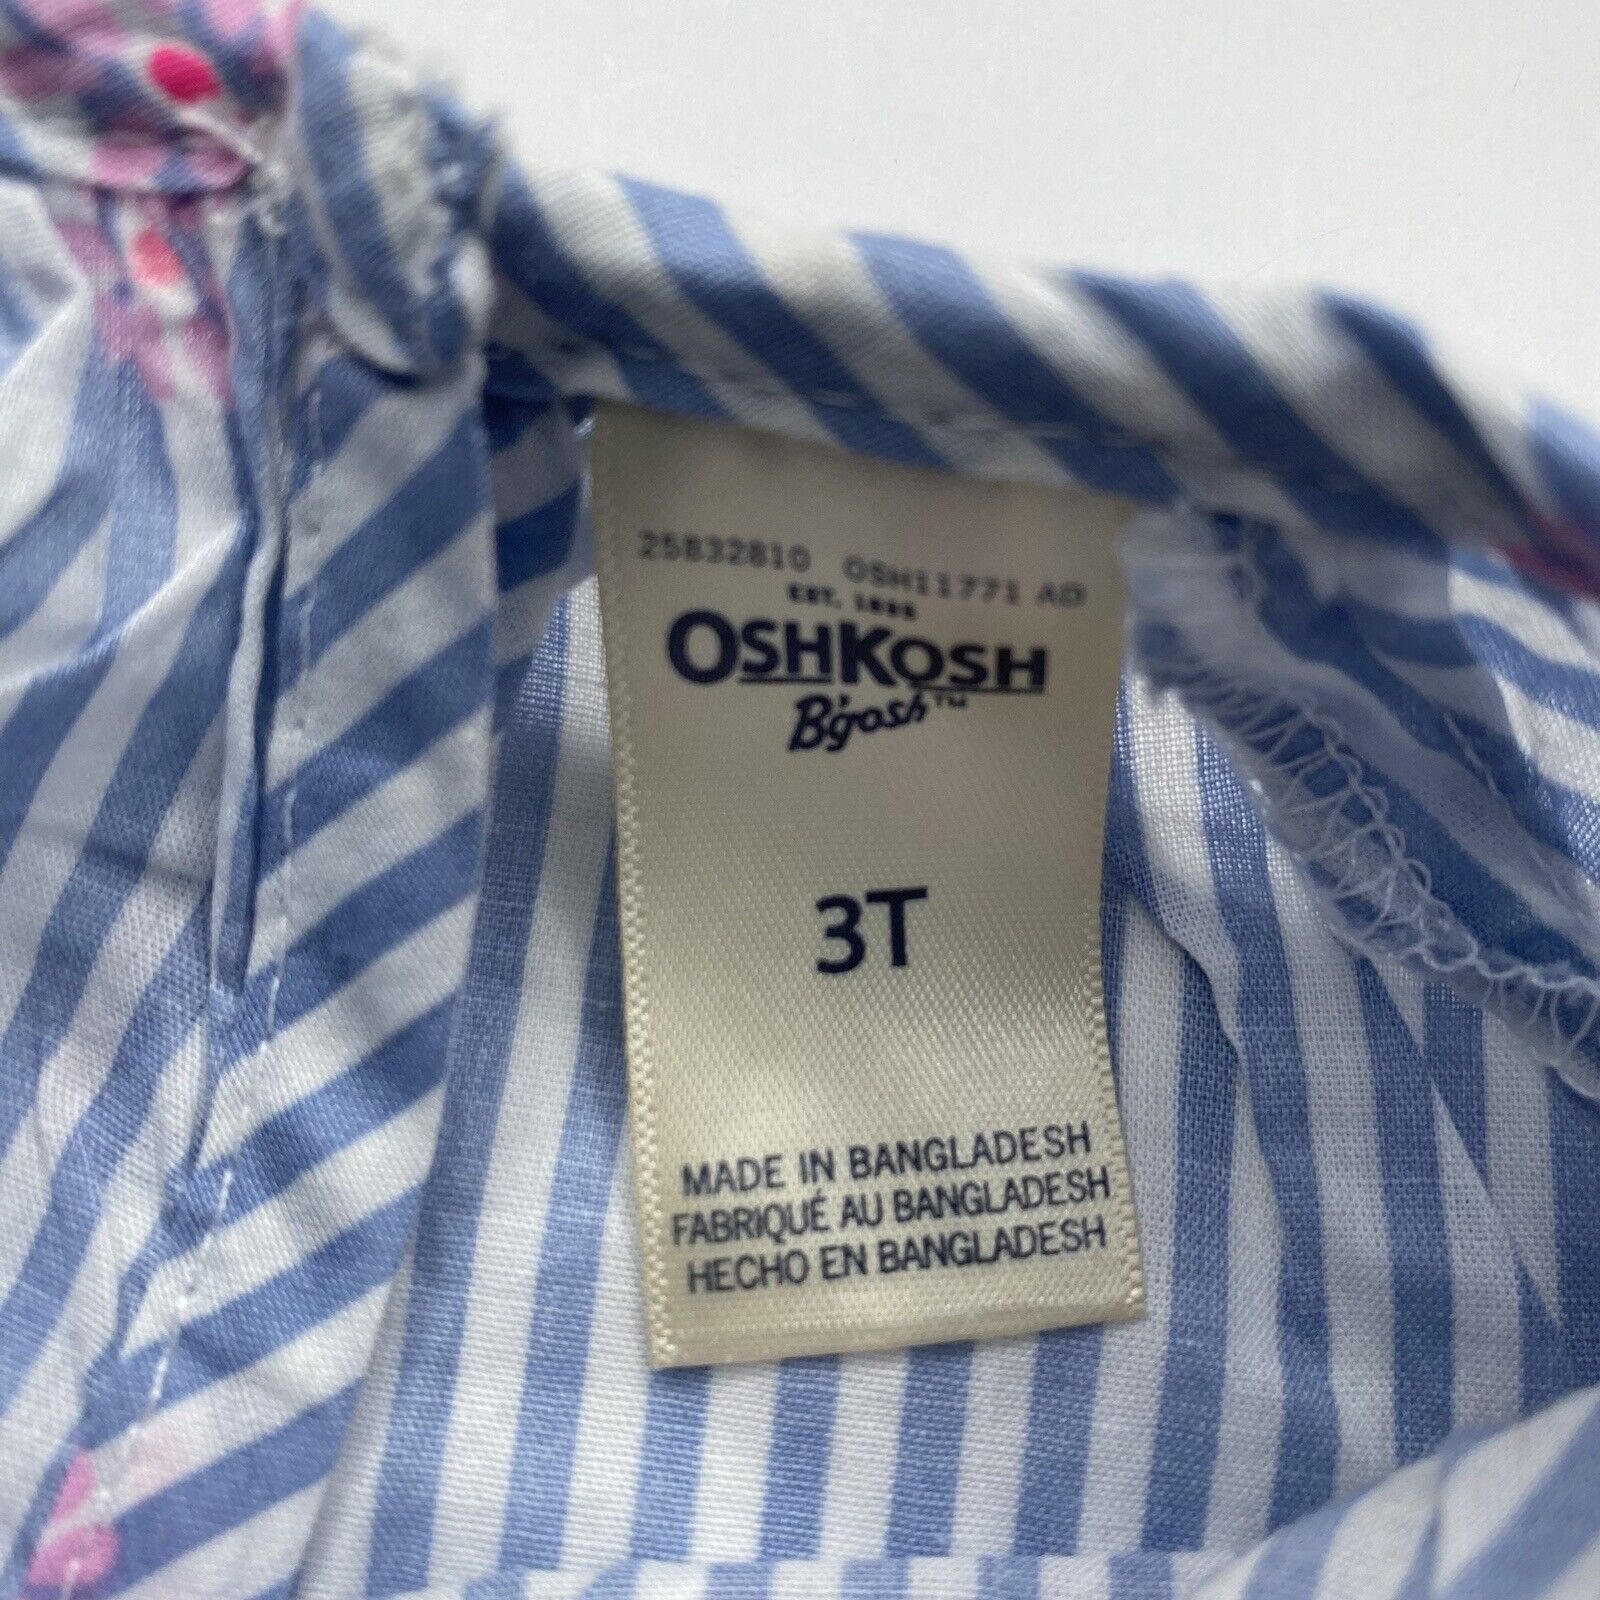 25832810 OSH11771 AD
EST. 1895
OSHKOSH
B'gosh™
3T
MADE IN BANGLADESH
FABRIQUÉ AU BANGLADESH
HECHO EN BANGLADESH